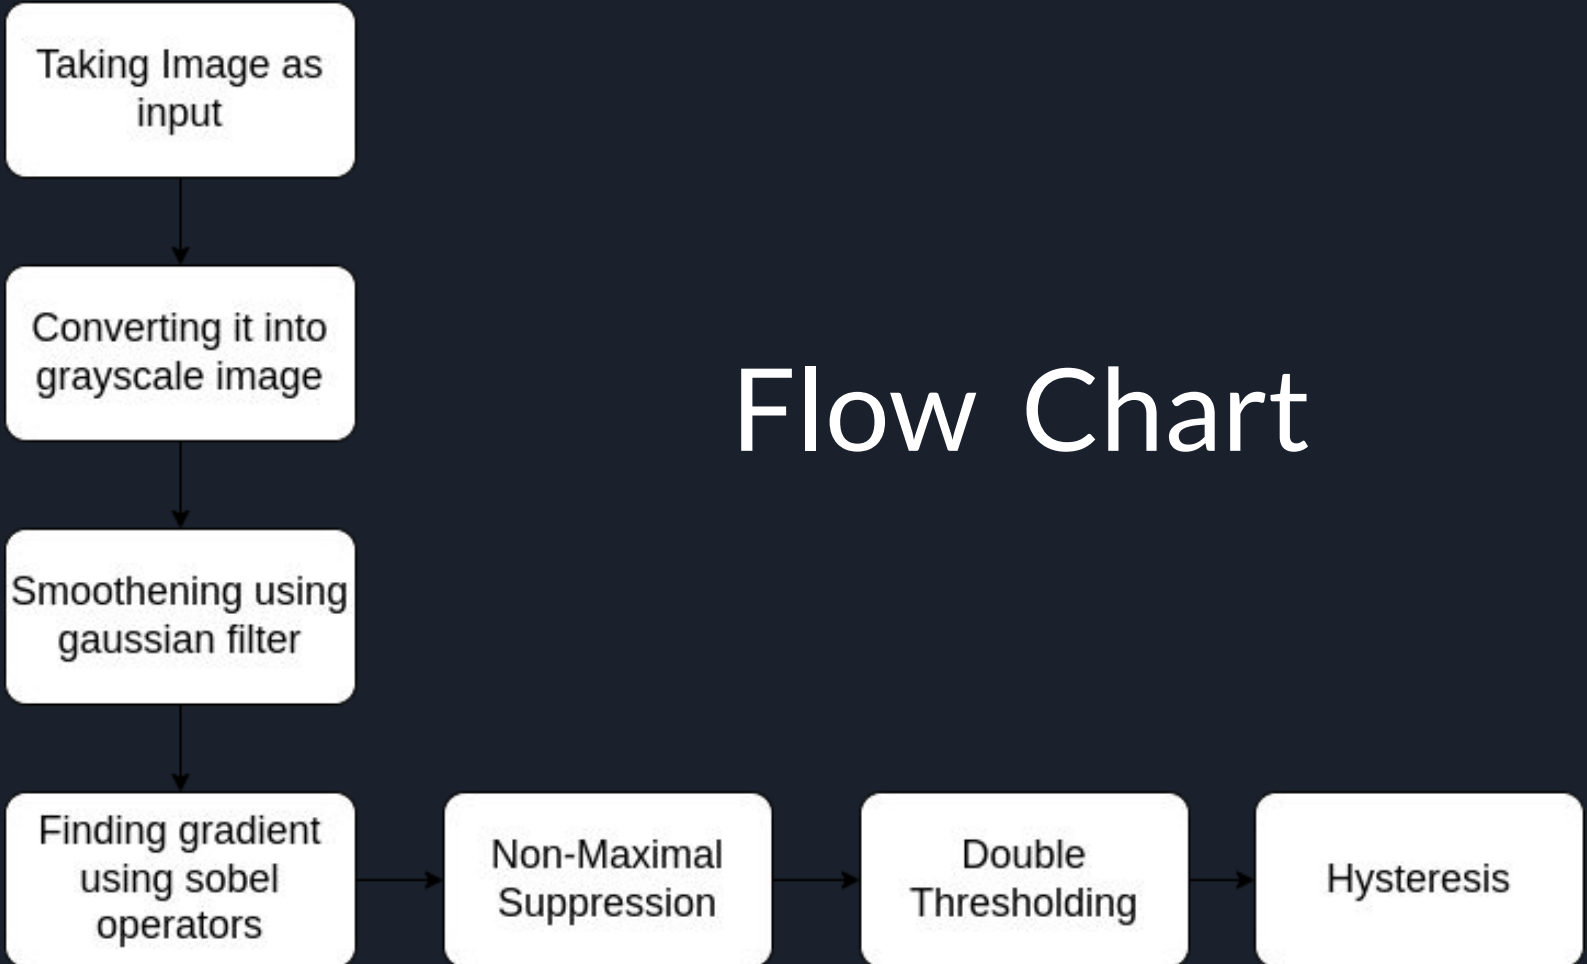 Taking Image as
input
Converting it into
grayscale image
Flow Chart
Smoothening using
gaussian filter
Finding gradient
using sobel
operators
Non-Maximal
Suppression
Double
Thresholding
Hysteresis